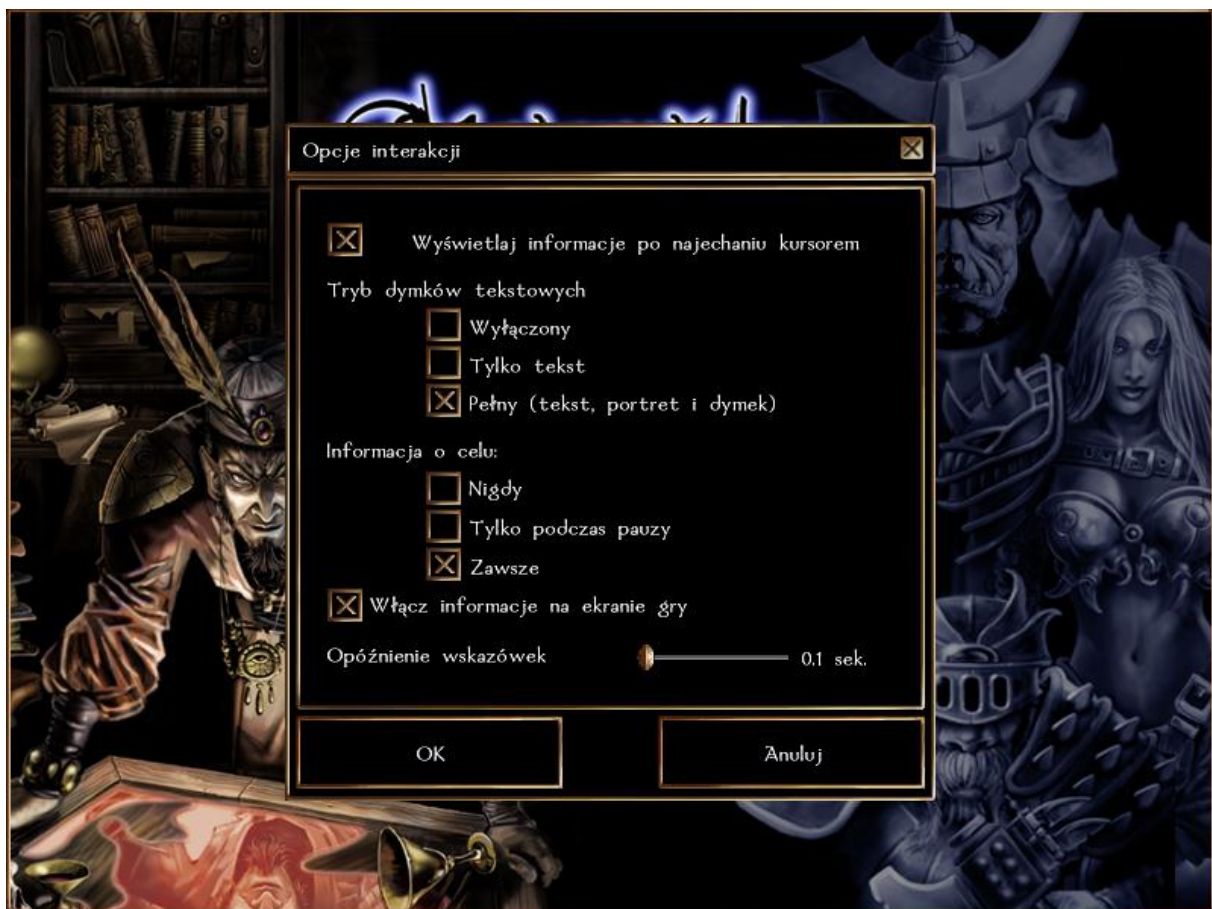 Opcje interakcji
Wyświetlaj informacje po najechaniu kursorem
Tryb dymków tekstowych
Wyłączony
Tylko tekst
Pełny (tekst, portret i dymek)
Informacja o celu:
Nigdy
Tylko podczas pauzy
Zawsze
Włącz informacje na ekranie gry
Opóźnienie wskazówek 0.1 sek.
OK Anuluj